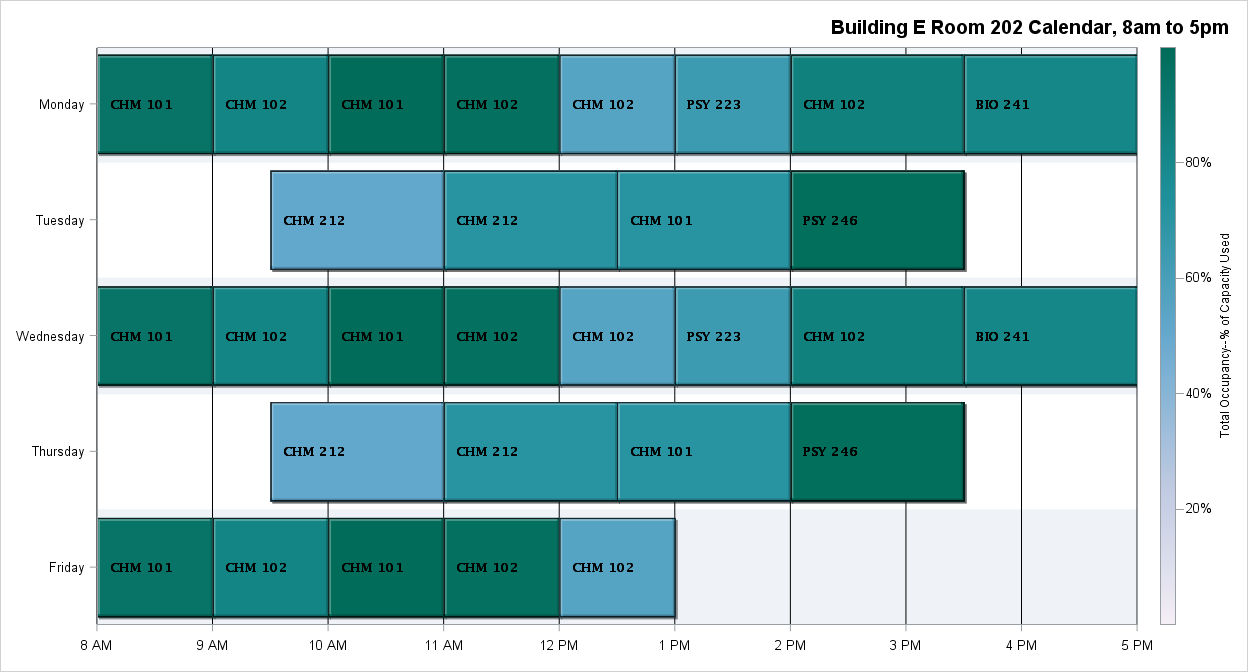 Building E Room 202 Calendar, 8am to 5pm
Monday
CHM 101
CHM 102
CHM 101
CHM 102
CHM 102
PSY 223
CHM 102
BIO 241
Tuesday
CHM 212
CHM 212
CHM 101
PSY 246
Wednesday
CHM 101
CHM 102
CHM 101
CHM 102
CHM 102
PSY 223
CHM 102
BIO 241
Thursday
CHM 212
CHM 212
CHM 101
PSY 246
Friday
CHM 101
CHM 102
CHM 101
CHM 102
CHM 102
8 AM
9 AM
10 AM
11 AM
12 PM
1 PM
2 PM
3 PM
4 PM
5 PM
80%
60%
40%
20%
Total Occupancy--% of Capacity Used